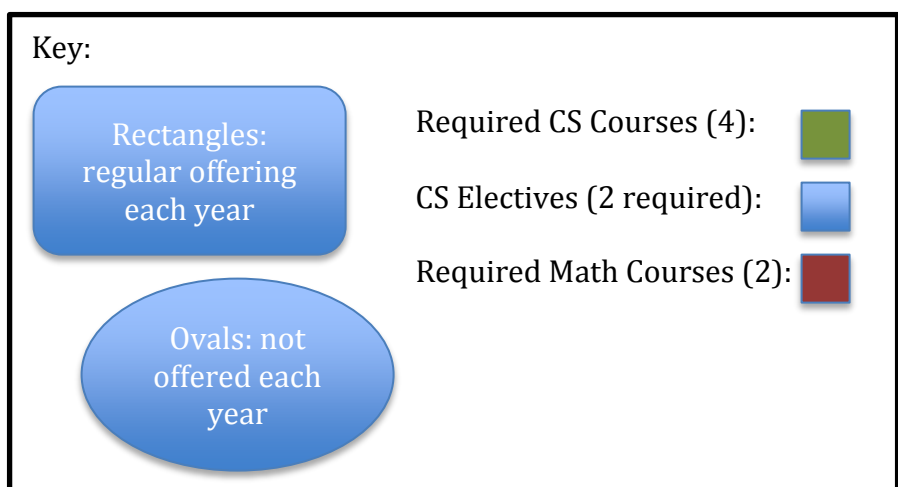 Key:
Rectangles:
regular offering
each year
Required CS Courses (4):
CS Electives (2 required):
Required Math Courses (2):
Ovals: not
offered each
year